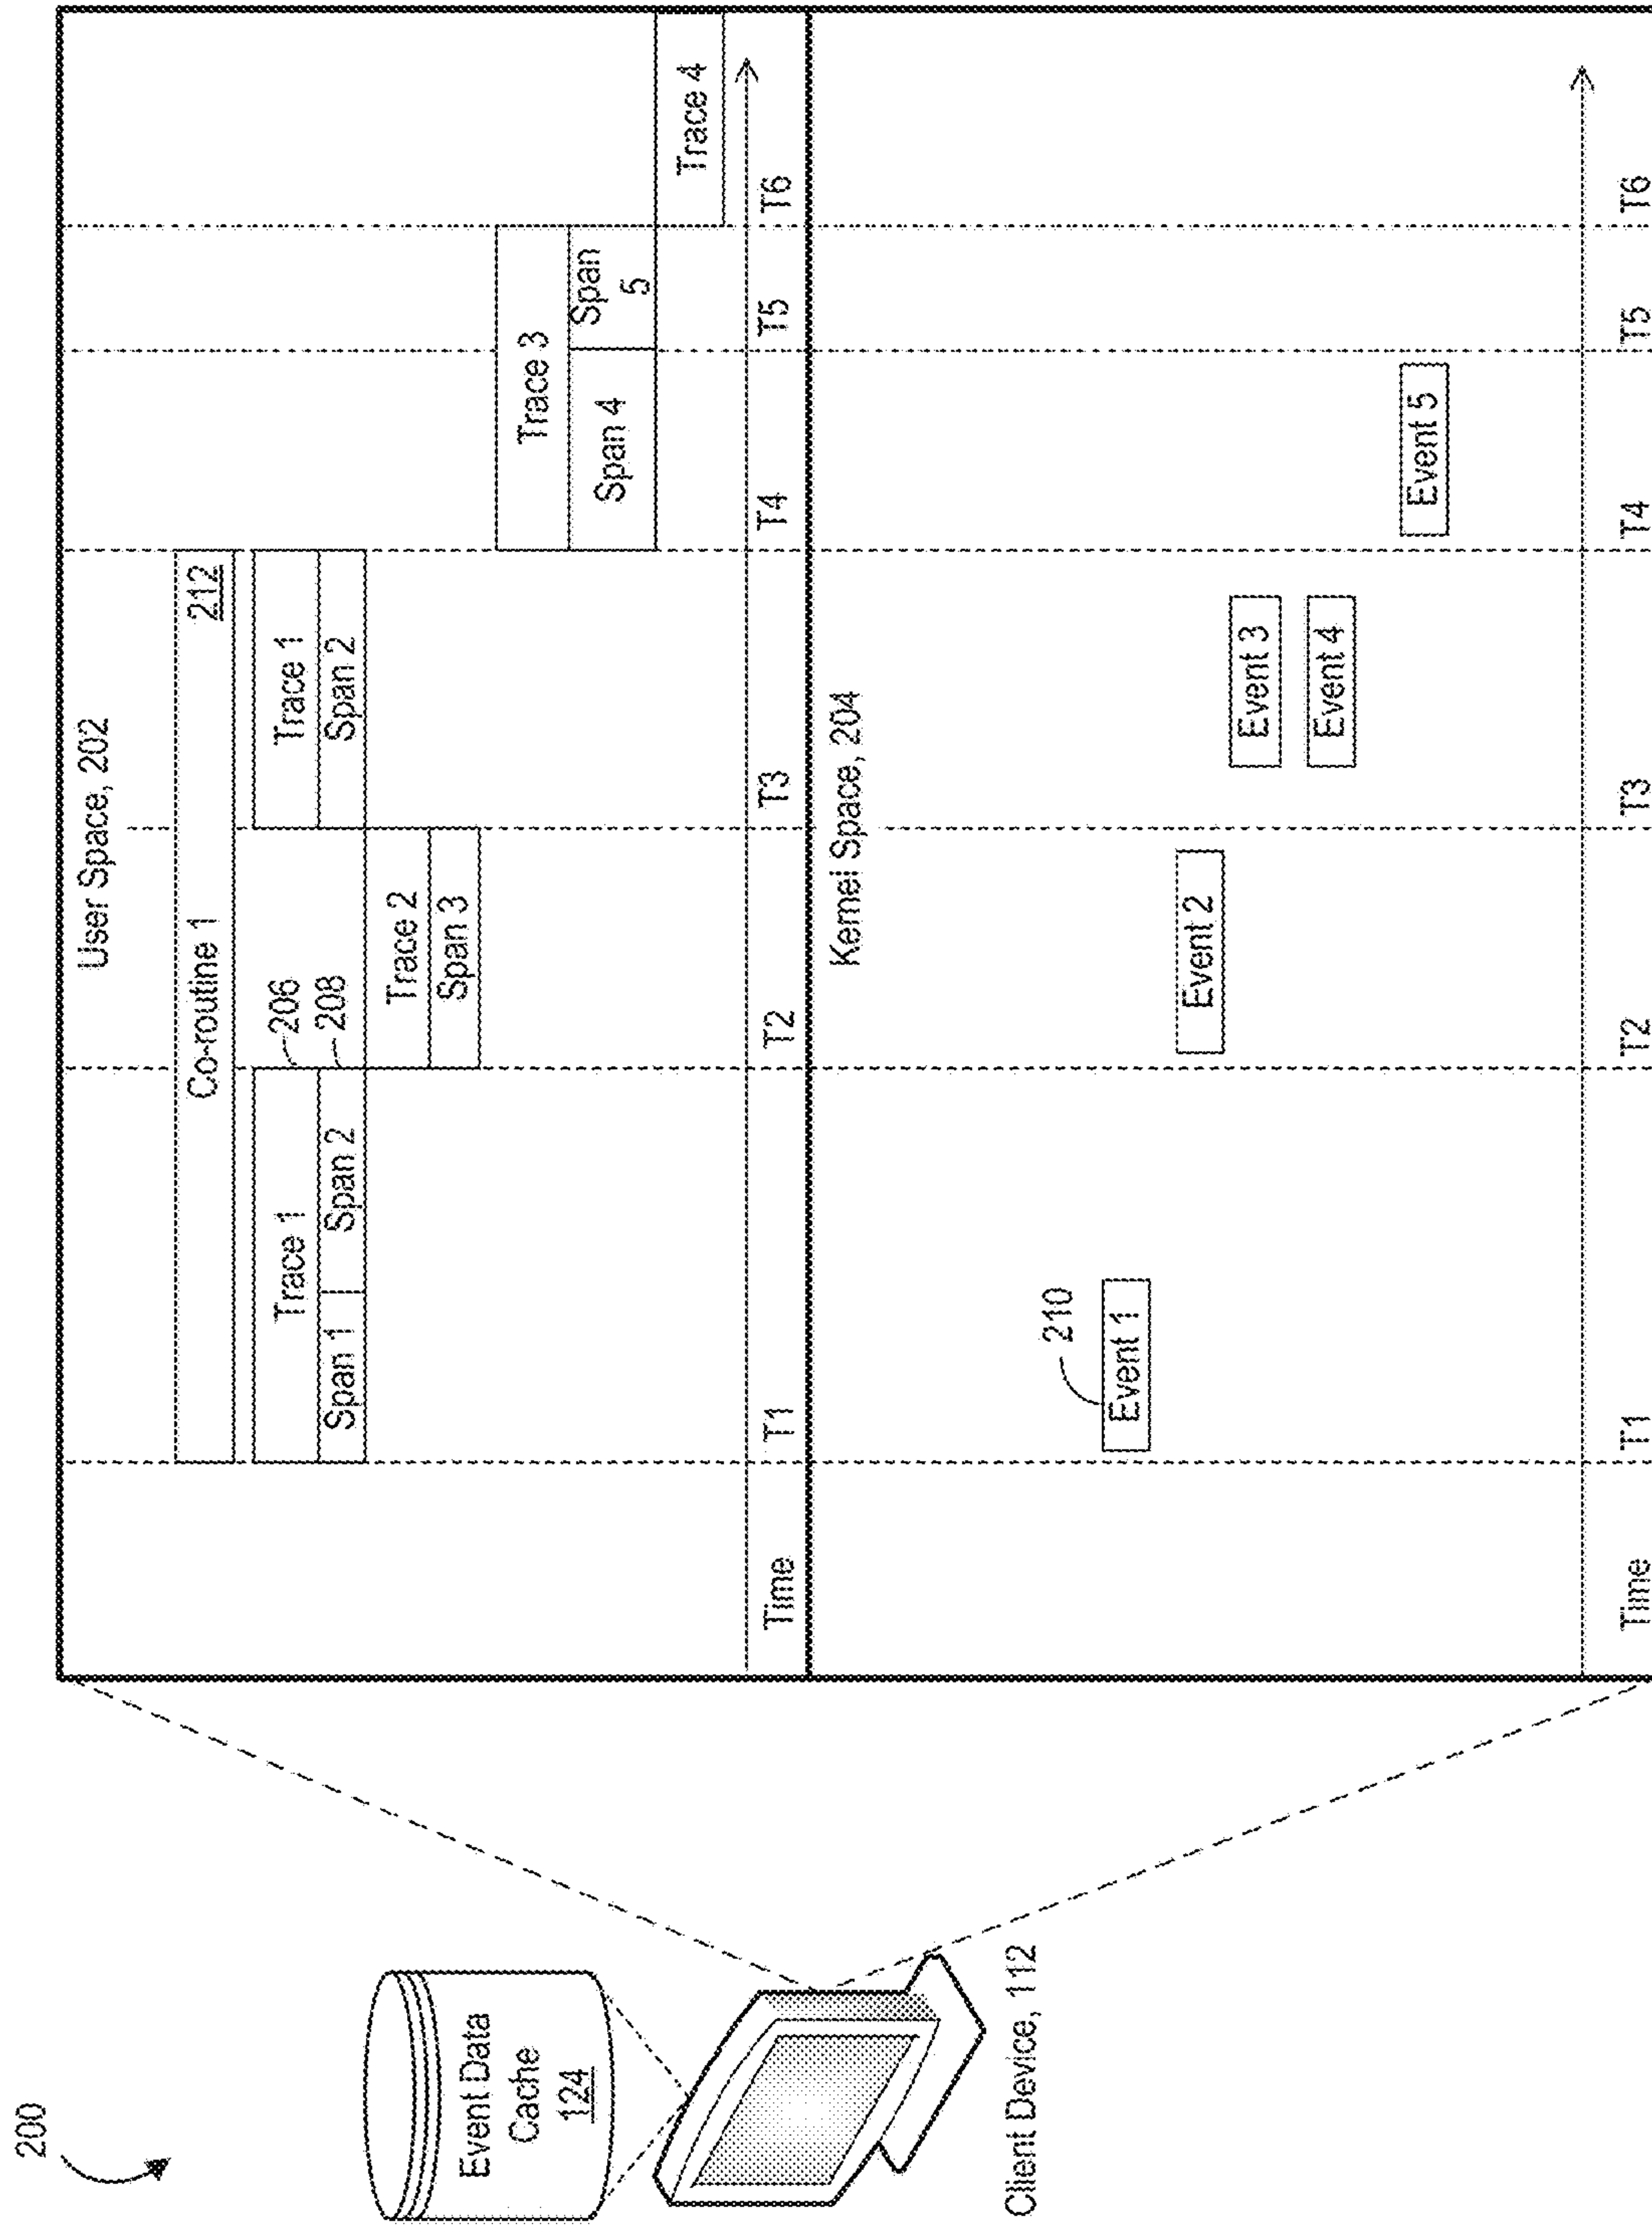 200
Event Data
Cache
124
Client Device, 112
User Space, 202
Co-routine 1
212
206
208
Trace 1
Span 1
Span 2
Trace 1
Span 2
Trace 2
Span 3
Trace 3
Span 4
Span
5
Trace 4
Time
T1
T2
T3
T4
T5
T6
Kernel Space, 204
210
Event 1
Event 2
Event 3
Event 4
Event 5
Time
T1
T2
T3
T4
T5
T6